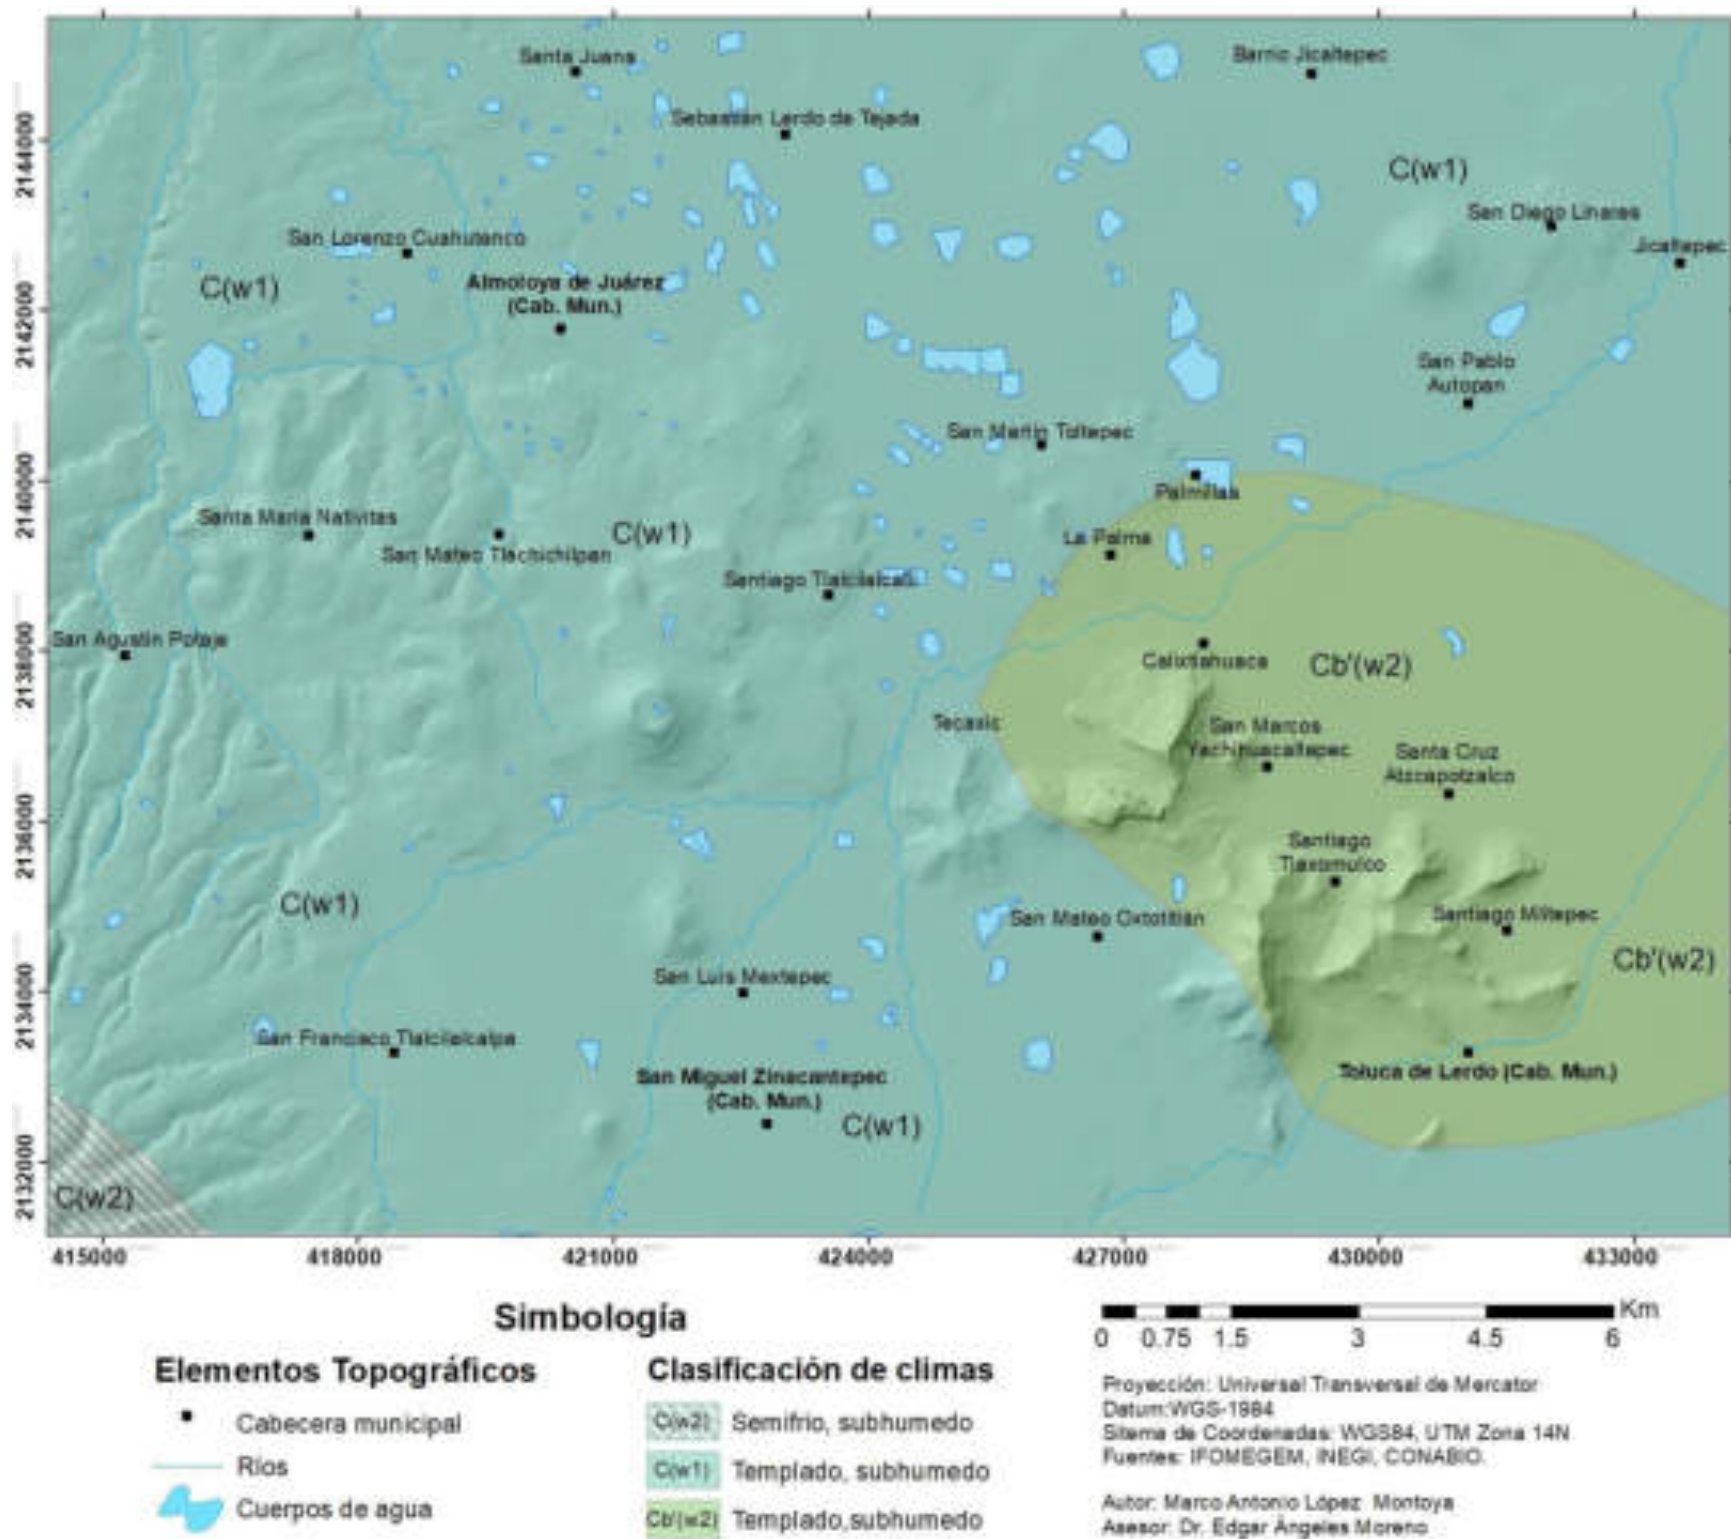 Santa Juana
Barrio Jicaltepec
Sebastián Lerdo de Tejada
C(w1)
San Diego Linares
Jicaltepec
San Lorenzo Cuahutenco
C(w1)
Almoloya de Juárez
(Cab. Mun.)
San Pablo
Autopan
San Martín Toltepec
Palmillas
Santa María Nativitas
San Mateo Tlachichilpan
C(w1)
La Palma
Santiago Tlalcilalcali
San Agustín Potejé
Calixtlahuaca
Cb'(w2)
Tecaxic
San Marcos
Yachihuacaltepec
Santa Cruz
Atzcapotzalco
Santiago
Tlaxomulco
C(w1)
San Mateo Oxtotitlán
Santiago Miltepec
Cb'(w2)
San Luis Mextepec
San Francisco Tlalcilalcalpa
San Miguel Zinacantepec
(Cab. Mun.)
Toluca de Lerdo (Cab. Mun.)
C(w1)
C(w2)
2144000
2142000
2140000
2138000
2136000
2134000
2132000
415000 418000 421000 424000 427000 430000 433000
Simbología
Elementos Topográficos
Cabecera municipal
Ríos
Cuerpos de agua
Clasificación de climas
C(w2) Semifrio, subhumedo
C(w1) Templado, subhumedo
Cb'(w2) Templado,subhumedo
Km
0 0.75 1.5 3 4.5 6
Proyección: Universal Transversal de Mercator
Datum:WGS-1984
Sitema de Coordenadas: WGS84, UTM Zona 14N
Fuentes: IFOMEGEM, INEGI, CONABIO.
Autor: Marco Antonio López Montoya
Asesor: Dr. Edgar Ángeles Moreno